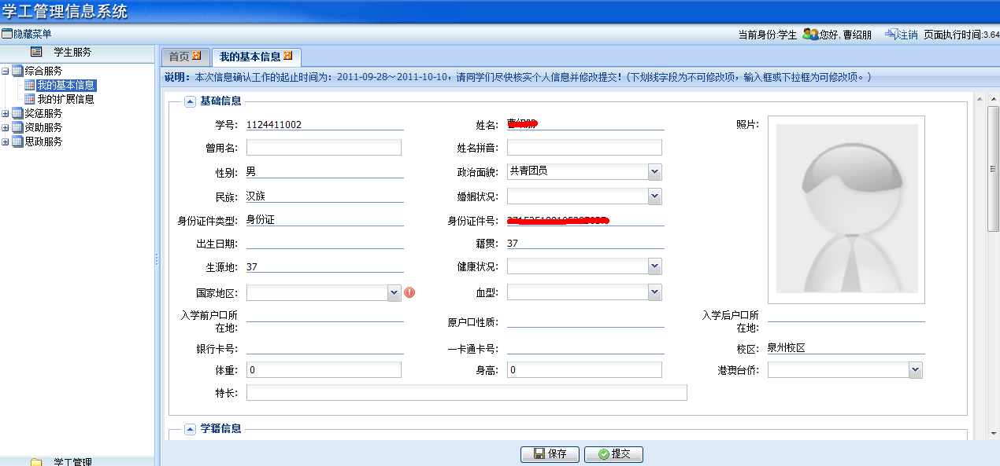 学工管理信息系统
隐藏菜单
当前身份:学生 您好, 曹绍朋 注销 页面执行时间:3.64
学生服务
综合服务
我的基本信息
我的扩展信息
奖惩服务
资助服务
思政服务
学工管理
首页 我的基本信息
说明：本次信息确认工作的起止时间为：2011-09-28～2011-10-10，请同学们尽快核实个人信息并修改提交！(下划线字段为不可修改项，输入框或下拉框为可修改项。)
基础信息
学号: 1124411002 姓名: 照片:
曾用名: 姓名拼音:
性别: 男 政治面貌: 共青团员
民族: 汉族 婚姻状况:
身份证件类型: 身份证 身份证件号:
出生日期: 籍贯: 37
生源地: 37 健康状况:
国家地区: 血型:
入学前户口所在地: 原户口性质: 入学后户口所在地:
银行卡号: 一卡通卡号: 校区: 泉州校区
体重: 0 身高: 0 港澳台侨:
特长:
学籍信息
保存 提交